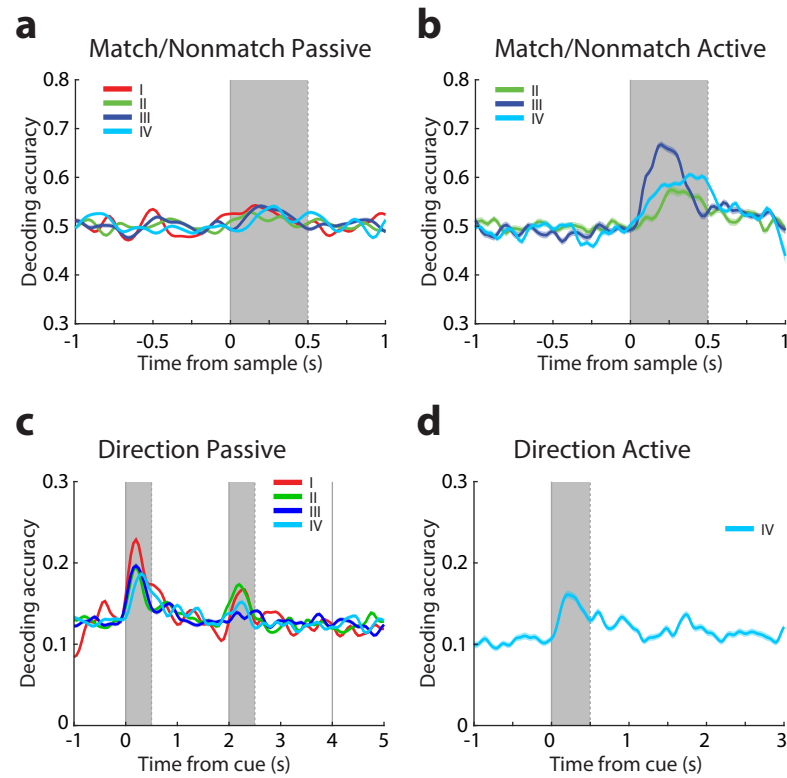 a
Match/Nonmatch Passive
0.8
0.7
0.6
0.5
0.4
0.3
Decoding accuracy
I
II
III
IV
-1
-0.5
0
0.5
1
Time from sample (s)
b
Match/Nonmatch Active
0.8
0.7
0.6
0.5
0.4
0.3
Decoding accuracy
II
III
IV
-1
-0.5
0
0.5
1
Time from sample (s)
c
Direction Passive
0.3
0.2
0.1
0
Decoding accuracy
I
II
III
IV
-1
0
1
2
3
4
5
Time from cue (s)
d
Direction Active
0.3
0.2
0.1
0
Decoding accuracy
IV
-1
0
1
2
3
Time from cue (s)